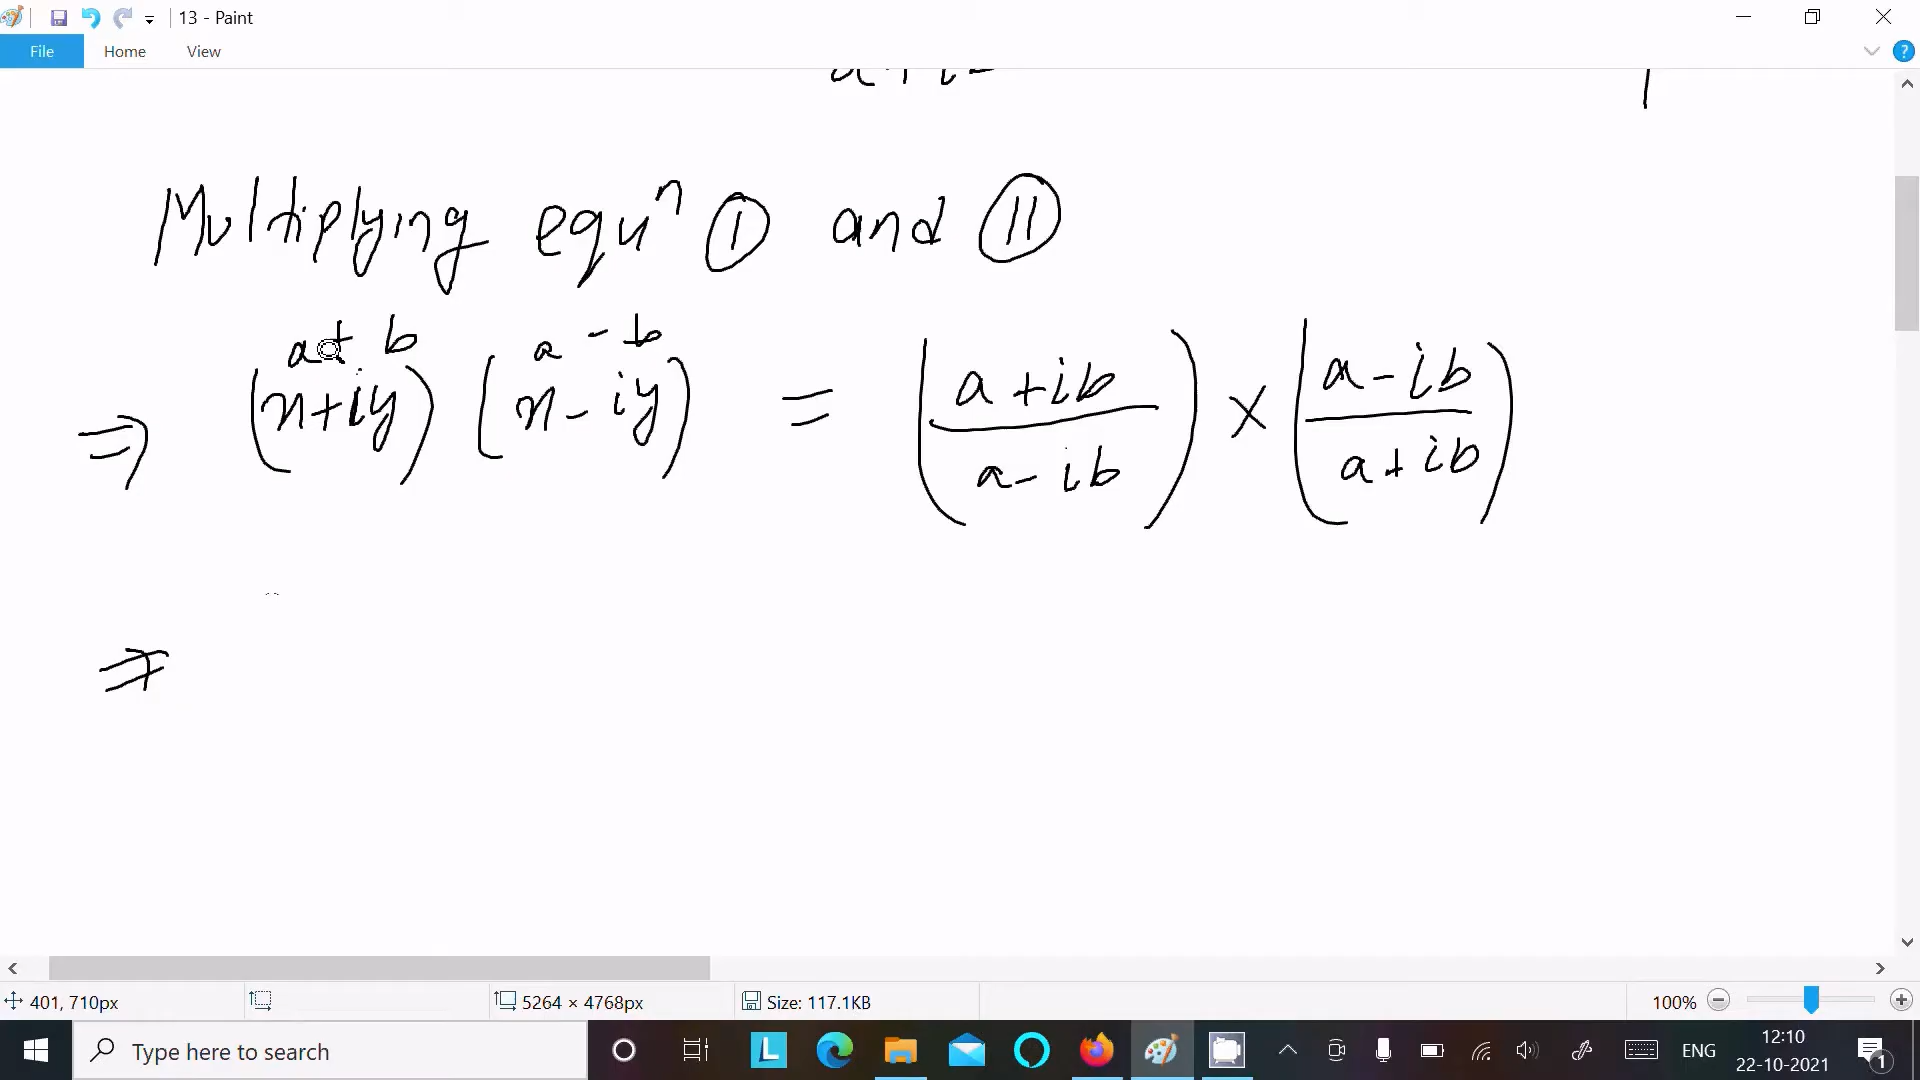 13 - Paint
File Home View
Multiplying equⁿ (I) and (II)
a + b a - b
⇒ (x+iy) (x-iy) = (a+ib / a-ib) × (a-ib / a+ib)
⇒
401, 710px 5264 × 4768px Size: 117.1KB 100%
Type here to search
L
ENG
12:10
22-10-2021
1